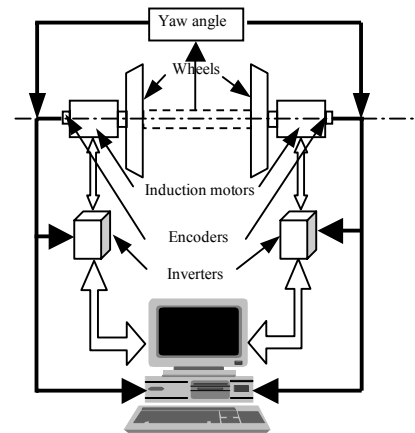 Yaw angle
Wheels
Induction motors
Encoders
Inverters